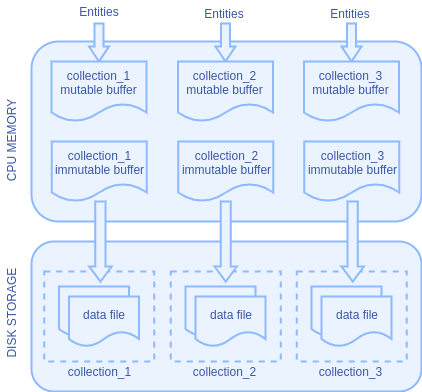 Entities
Entities
Entities
CPU MEMORY
collection_1
mutable buffer
collection_2
mutable buffer
collection_3
mutable buffer
collection_1
immutable buffer
collection_2
immutable buffer
collection_3
immutable buffer
DISK STORAGE
data file
data file
data file
collection_1
collection_2
collection_3